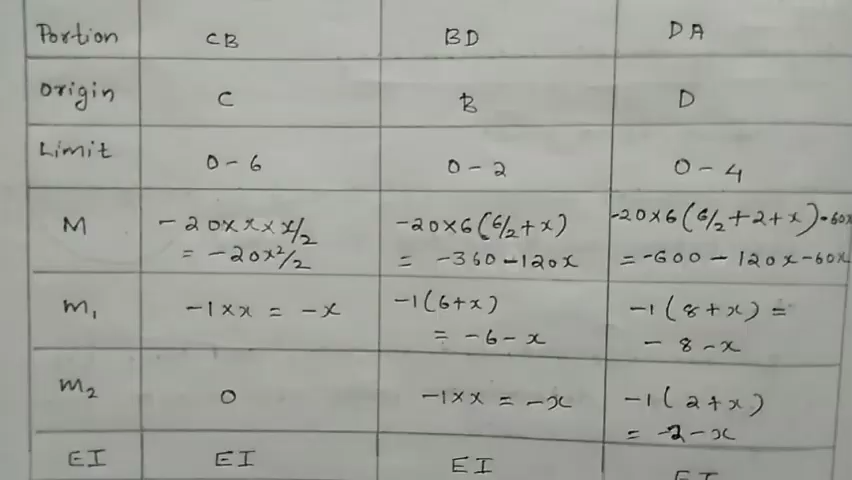 Portion CB BD DA
Origin C B D
Limit 0-6 0-2 0-4
M -20×x×x/2 -20×6(6/2+x) -20×6(6/2+2+x)-60x
= -20x²/2 = -360-120x =-600-120x-60x
m₁ -1×x = -x -1(6+x) -1(8+x) =
= -6-x -8-x
m₂ 0 -1×x = -x -1(2+x)
= -2-x
EI EI EI EI